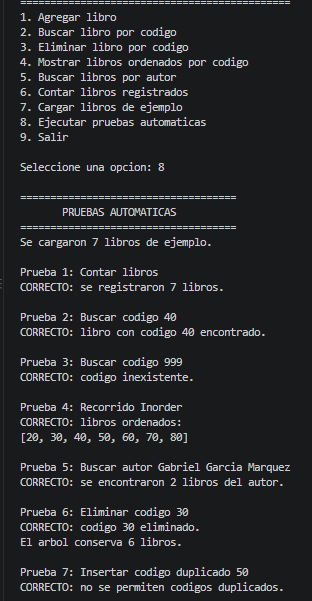 =============================================
1. Agregar libro
2. Buscar libro por codigo
3. Eliminar libro por codigo
4. Mostrar libros ordenados por codigo
5. Buscar libros por autor
6. Contar libros registrados
7. Cargar libros de ejemplo
8. Ejecutar pruebas automaticas
9. Salir
Seleccione una opcion: 8
====================================
PRUEBAS AUTOMATICAS
====================================
Se cargaron 7 libros de ejemplo.
Prueba 1: Contar libros
CORRECTO: se registraron 7 libros.
Prueba 2: Buscar codigo 40
CORRECTO: libro con codigo 40 encontrado.
Prueba 3: Buscar codigo 999
CORRECTO: codigo inexistente.
Prueba 4: Recorrido Inorder
CORRECTO: libros ordenados:
[20, 30, 40, 50, 60, 70, 80]
Prueba 5: Buscar autor Gabriel Garcia Marquez
CORRECTO: se encontraron 2 libros del autor.
Prueba 6: Eliminar codigo 30
CORRECTO: codigo 30 eliminado.
El arbol conserva 6 libros.
Prueba 7: Insertar codigo duplicado 50
CORRECTO: no se permiten codigos duplicados.